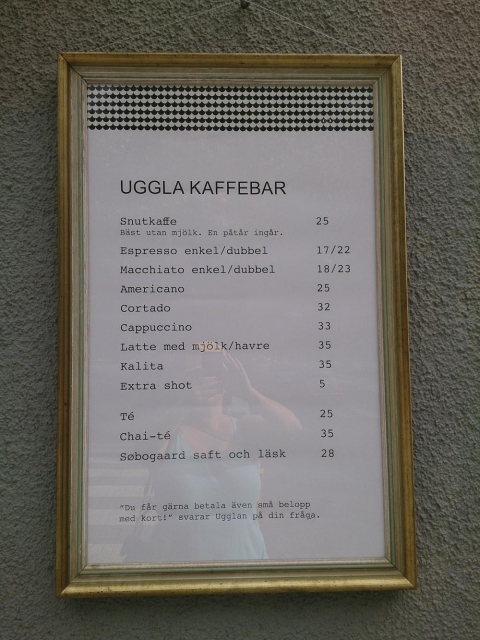 UGGLA KAFFEBAR
Snutkaffe 25
Bäst utan mjölk. En påtår ingår.
Espresso enkel/dubbel 17/22
Macchiato enkel/dubbel 18/23
Americano 25
Cortado 32
Cappuccino 33
Latte med mjölk/havre 35
Kalita 35
Extra shot 5
Té 25
Chai-té 35
Søbogaard saft och läsk 28
"Du får gärna betala även små belopp
med kort!" svarar Ugglan på din fråga.